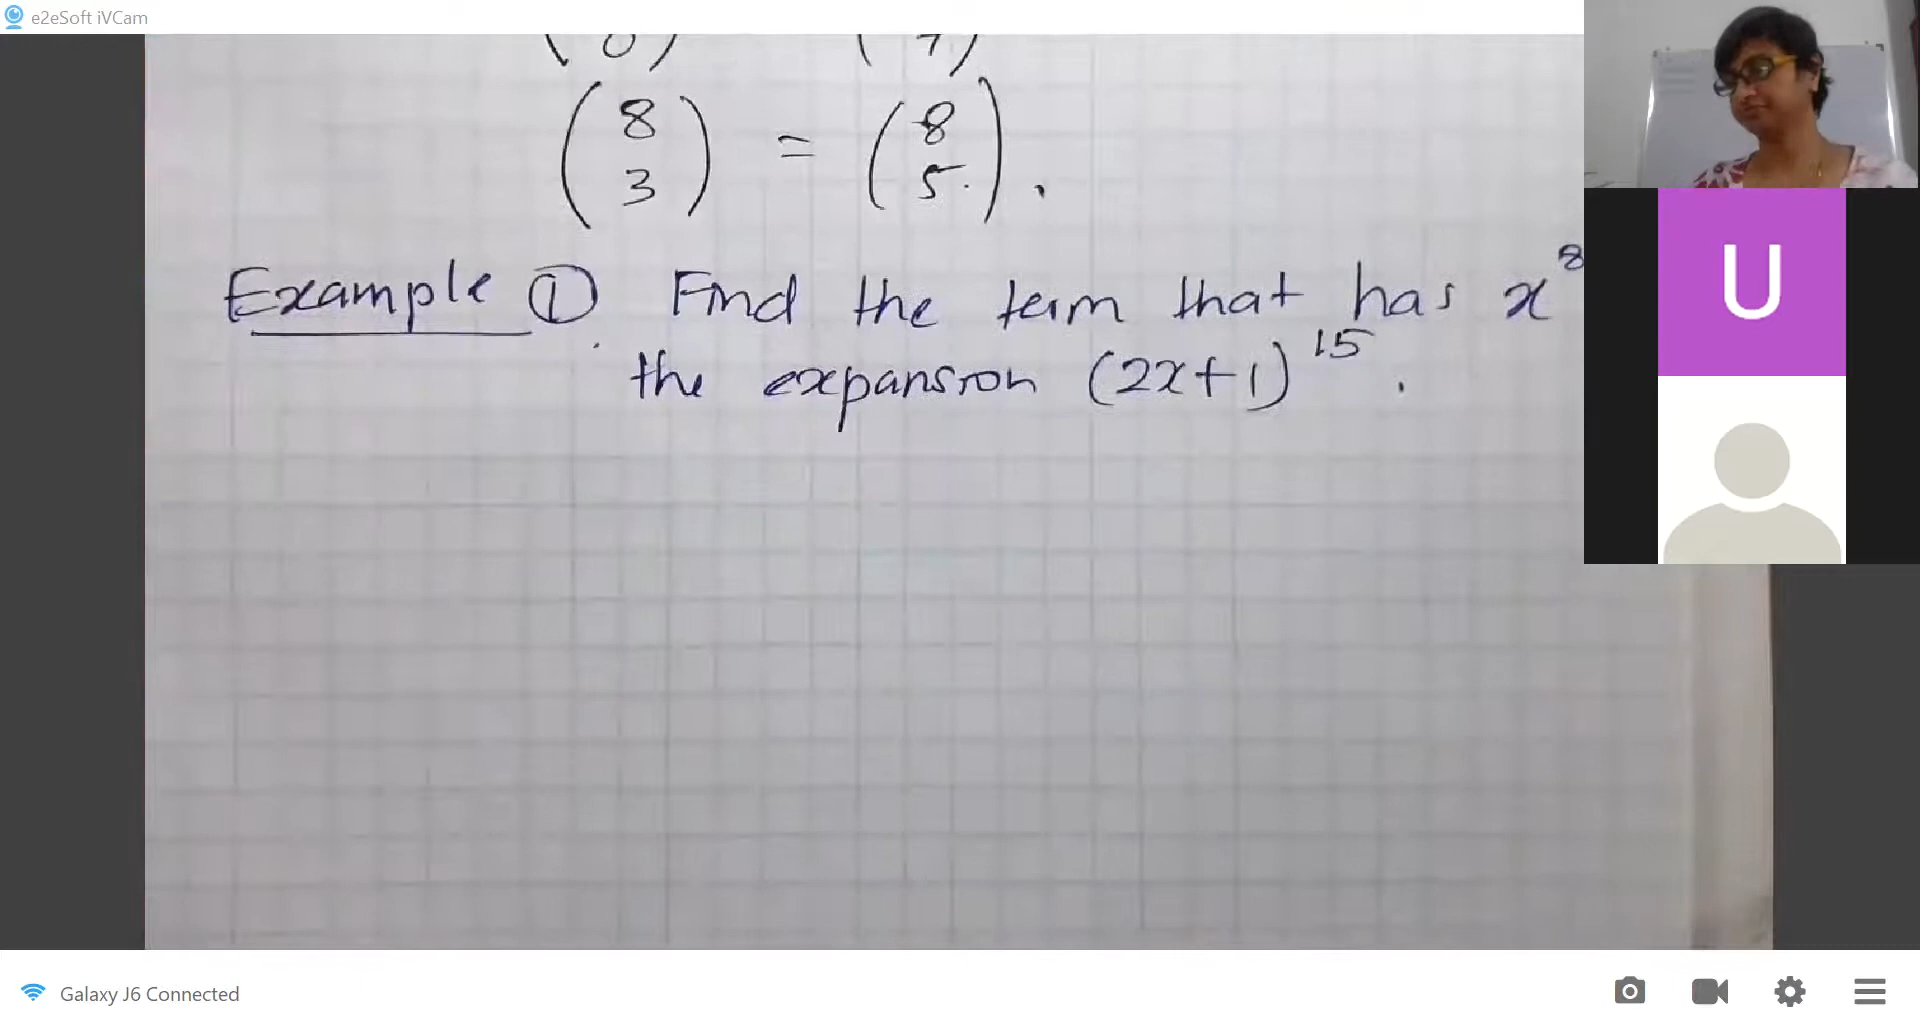 e2eSoft iVCam
( 8 3 ) = ( 8 5 ) .
Example ① Find the term that has x^8
the expansion (2x+1)^15 .
U
Galaxy J6 Connected